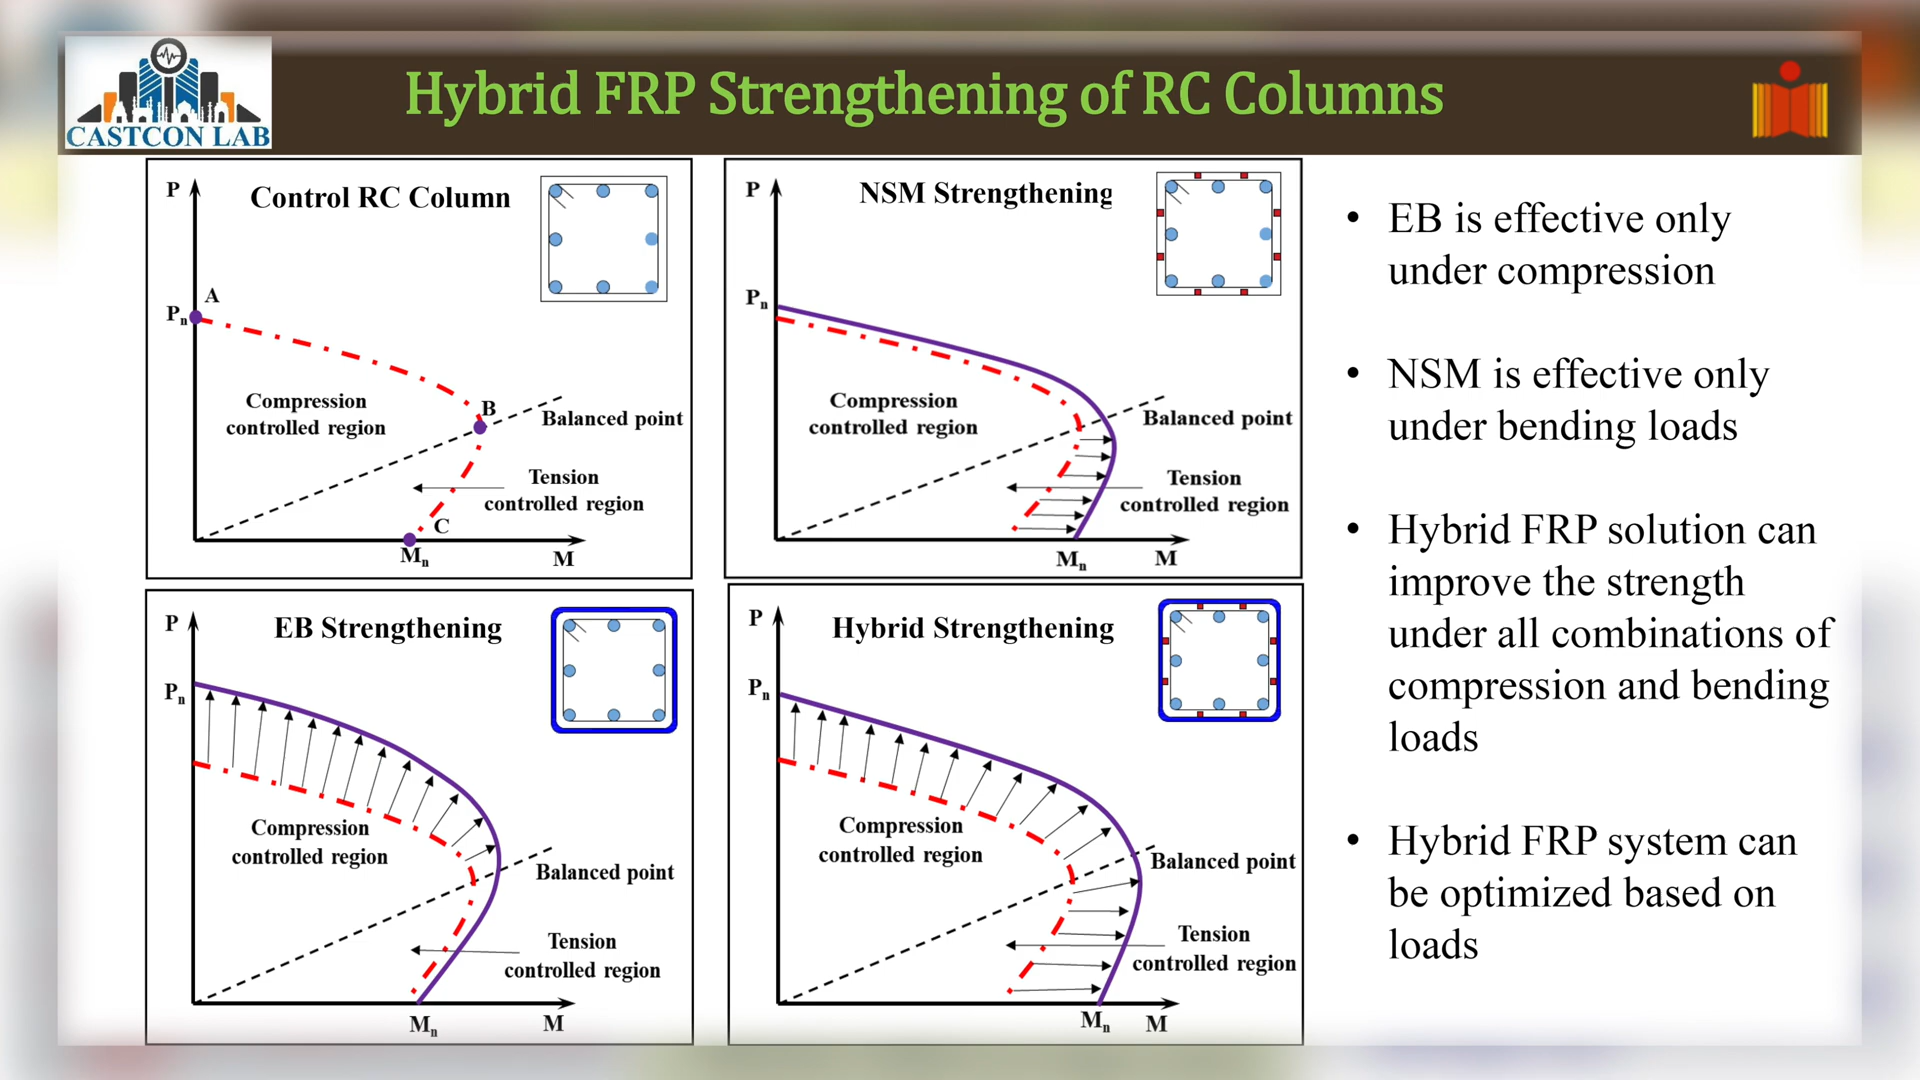 CASTCON LAB
Hybrid FRP Strengthening of RC Columns
P
Control RC Column
A
Pn
Compression
controlled region
B
Balanced point
Tension
controlled region
C
Mn
M
P
NSM Strengthening
Pn
Compression
controlled region
Balanced point
Tension
controlled region
Mn
M
P
EB Strengthening
Pn
Compression
controlled region
Balanced point
Tension
controlled region
Mn
M
P
Hybrid Strengthening
Pn
Compression
controlled region
Balanced point
Tension
controlled region
Mn
M
• EB is effective only
under compression
• NSM is effective only
under bending loads
• Hybrid FRP solution can
improve the strength
under all combinations of
compression and bending
loads
• Hybrid FRP system can
be optimized based on
loads